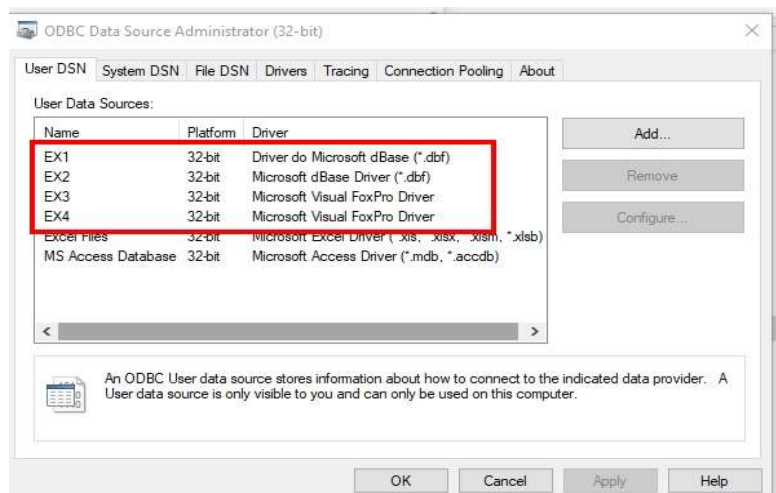 ODBC Data Source Administrator (32-bit)
User DSN System DSN File DSN Drivers Tracing Connection Pooling About
User Data Sources:
Name Platform Driver
EX1 32-bit Driver do Microsoft dBase (*.dbf)
EX2 32-bit Microsoft dBase Driver (*.dbf)
EX3 32-bit Microsoft Visual FoxPro Driver
EX4 32-bit Microsoft Visual FoxPro Driver
Excel Files 32-bit Microsoft Excel Driver (*.xls, *.xlsx, *.xlsm, *.xlsb)
MS Access Database 32-bit Microsoft Access Driver (*.mdb, *.accdb)
Add...
Remove
Configure...
An ODBC User data source stores information about how to connect to the indicated data provider. A
User data source is only visible to you and can only be used on this computer.
OK Cancel Apply Help